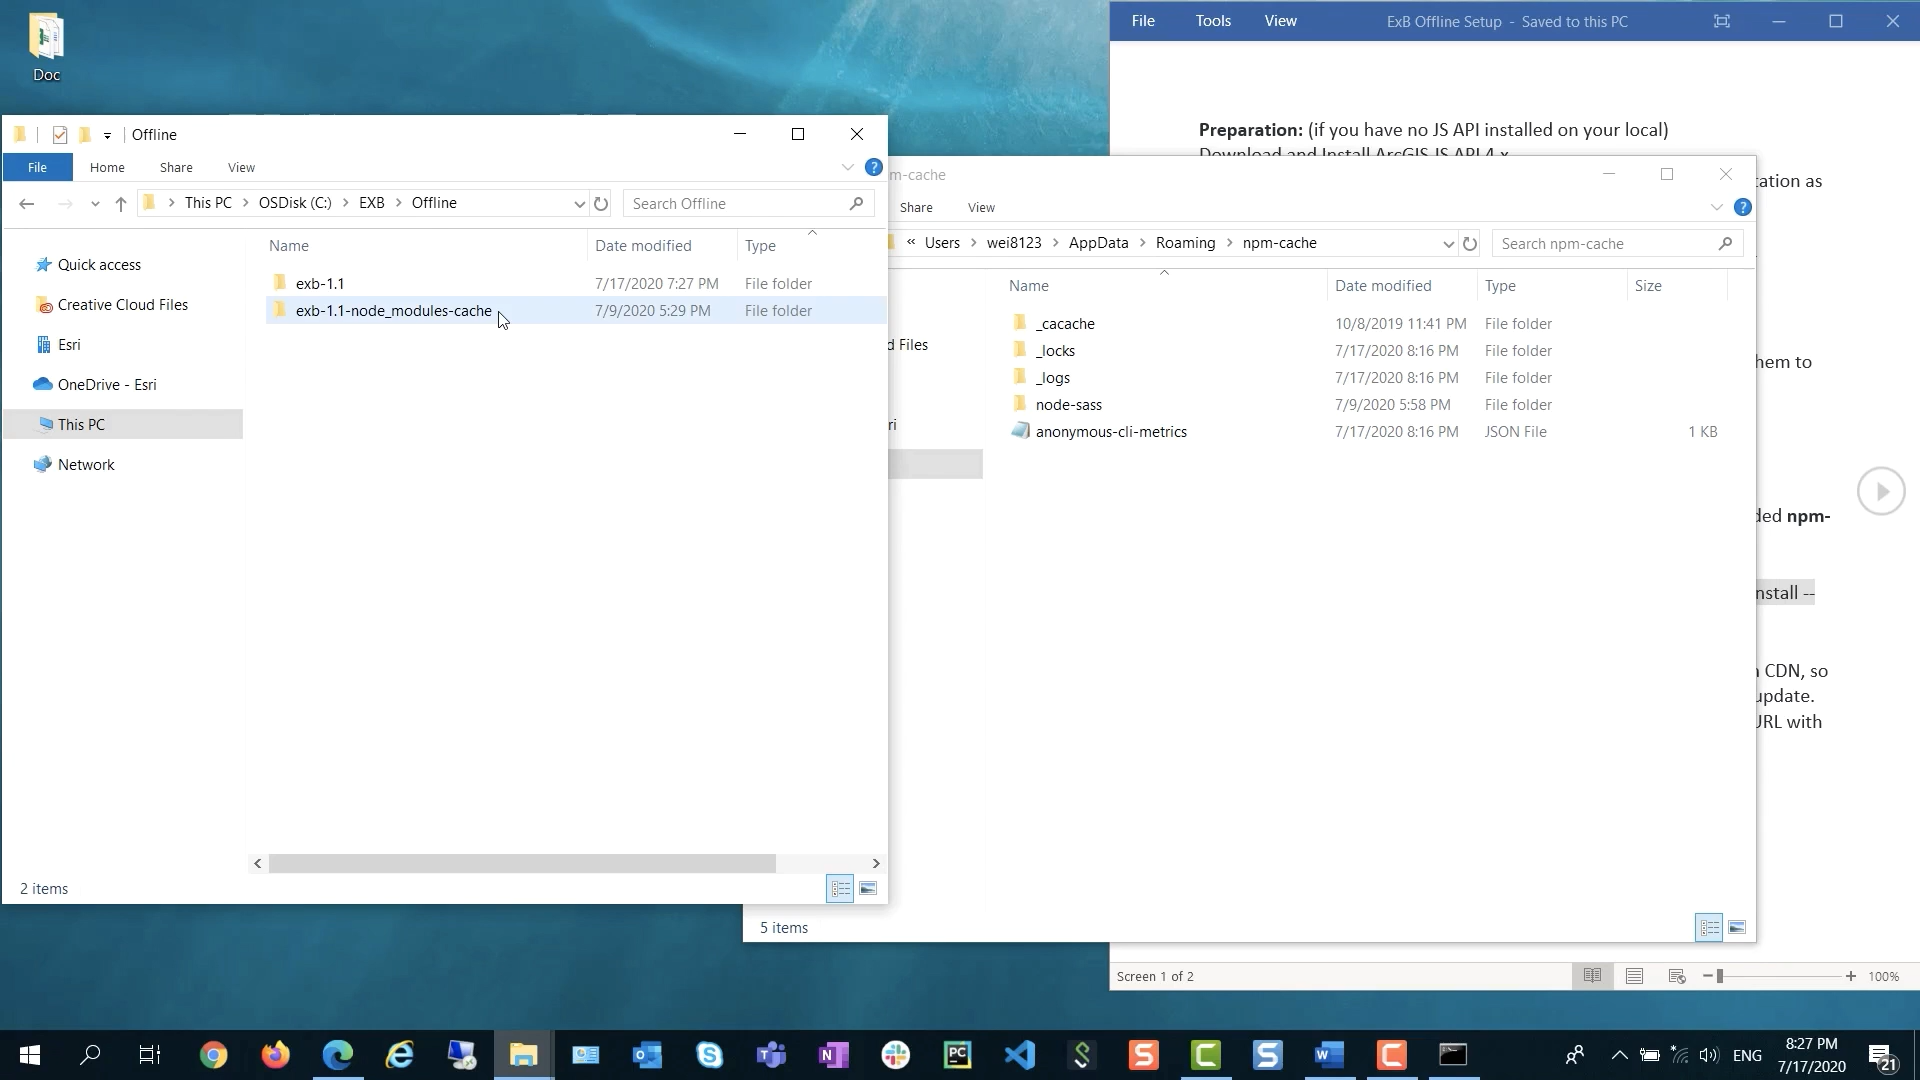 Doc
File Tools View ExB Offline Setup - Saved to this PC
Preparation: (if you have no JS API installed on your local)
Download and Install ArcGIS JS API 4.x
tation as
hem to
ded npm-
nstall --
CDN, so
update.
URL with
Screen 1 of 2
100%
Offline
File Home Share View
This PC OSDisk (C:) EXB Offline
Search Offline
Quick access
Creative Cloud Files
Esri
OneDrive - Esri
This PC
Network
Name Date modified Type
exb-1.1 7/17/2020 7:27 PM File folder
exb-1.1-node_modules-cache 7/9/2020 5:29 PM File folder
2 items
m-cache
Share View
« Users wei8123 AppData Roaming npm-cache
Search npm-cache
d Files
ri
Name Date modified Type Size
_cacache 10/8/2019 11:41 PM File folder
_locks 7/17/2020 8:16 PM File folder
_logs 7/17/2020 8:16 PM File folder
node-sass 7/9/2020 5:58 PM File folder
anonymous-cli-metrics 7/17/2020 8:16 PM JSON File 1 KB
5 items
ENG
8:27 PM
7/17/2020
21